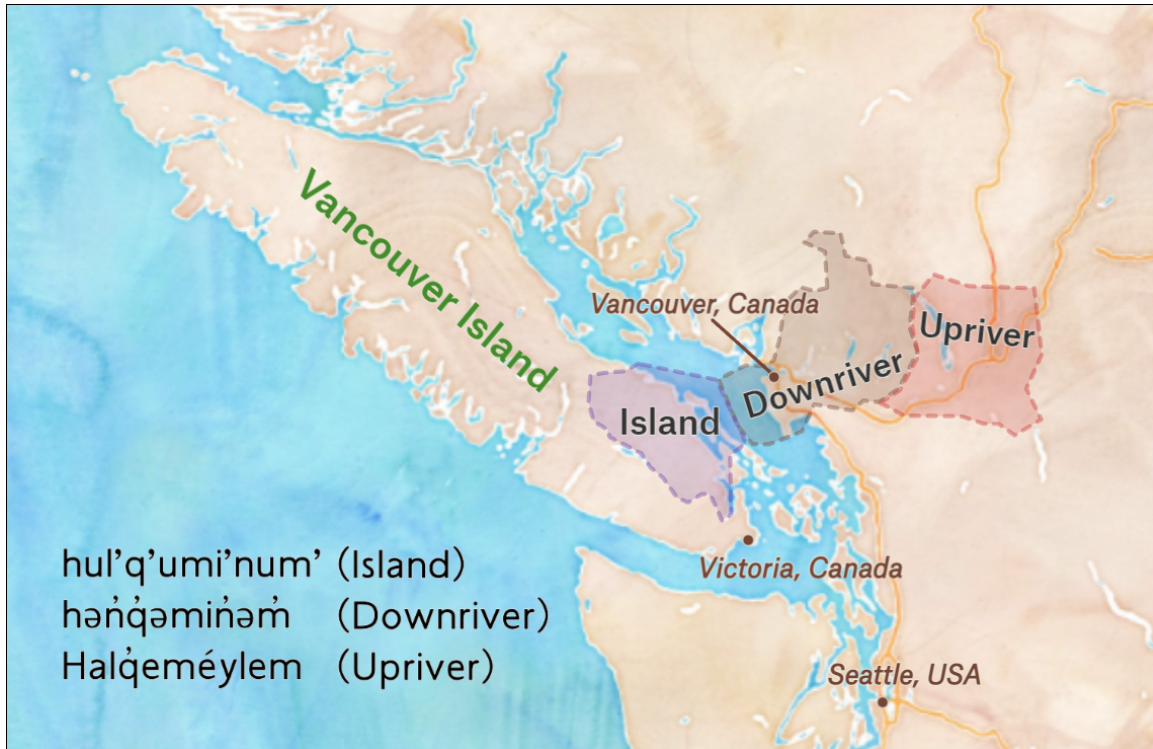 Vancouver Island
Vancouver, Canada
Upriver
Downriver
Island
Victoria, Canada
hul’q’umi’num’ (Island)
hən̓q̓əmin̓əm̓ (Downriver)
Halq̓eméylem (Upriver)
Seattle, USA